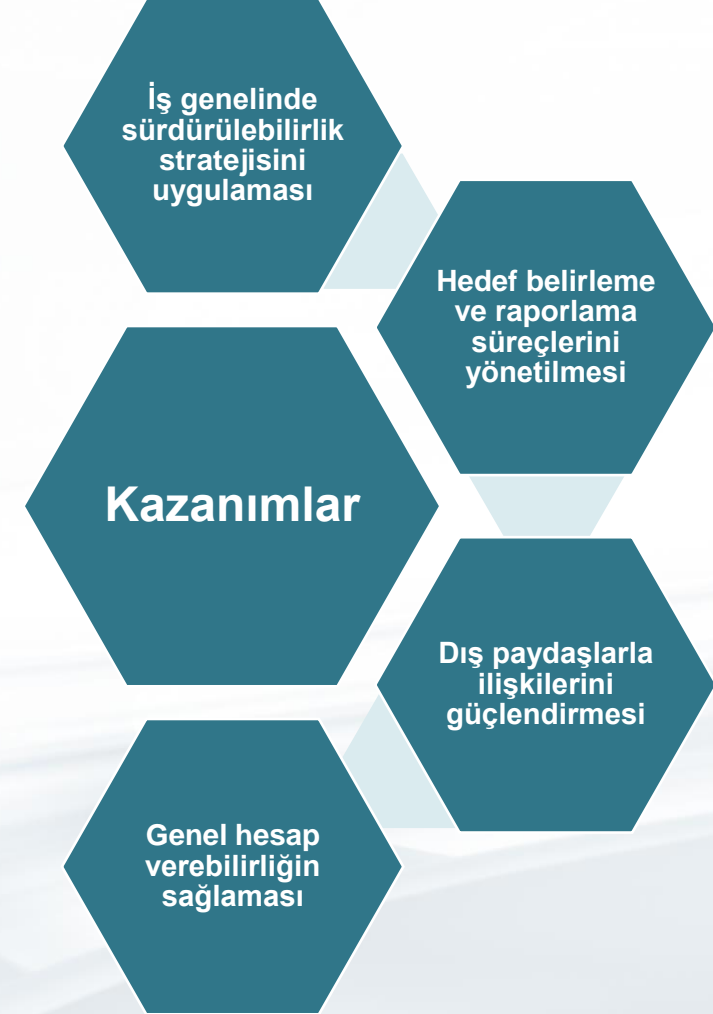 İş genelinde
sürdürülebilirlik
stratejisini
uygulaması
Hedef belirleme
ve raporlama
süreçlerini
yönetilmesi
Kazanımlar
Dış paydaşlarla
ilişkilerini
güçlendirmesi
Genel hesap
verebilirliğin
sağlaması